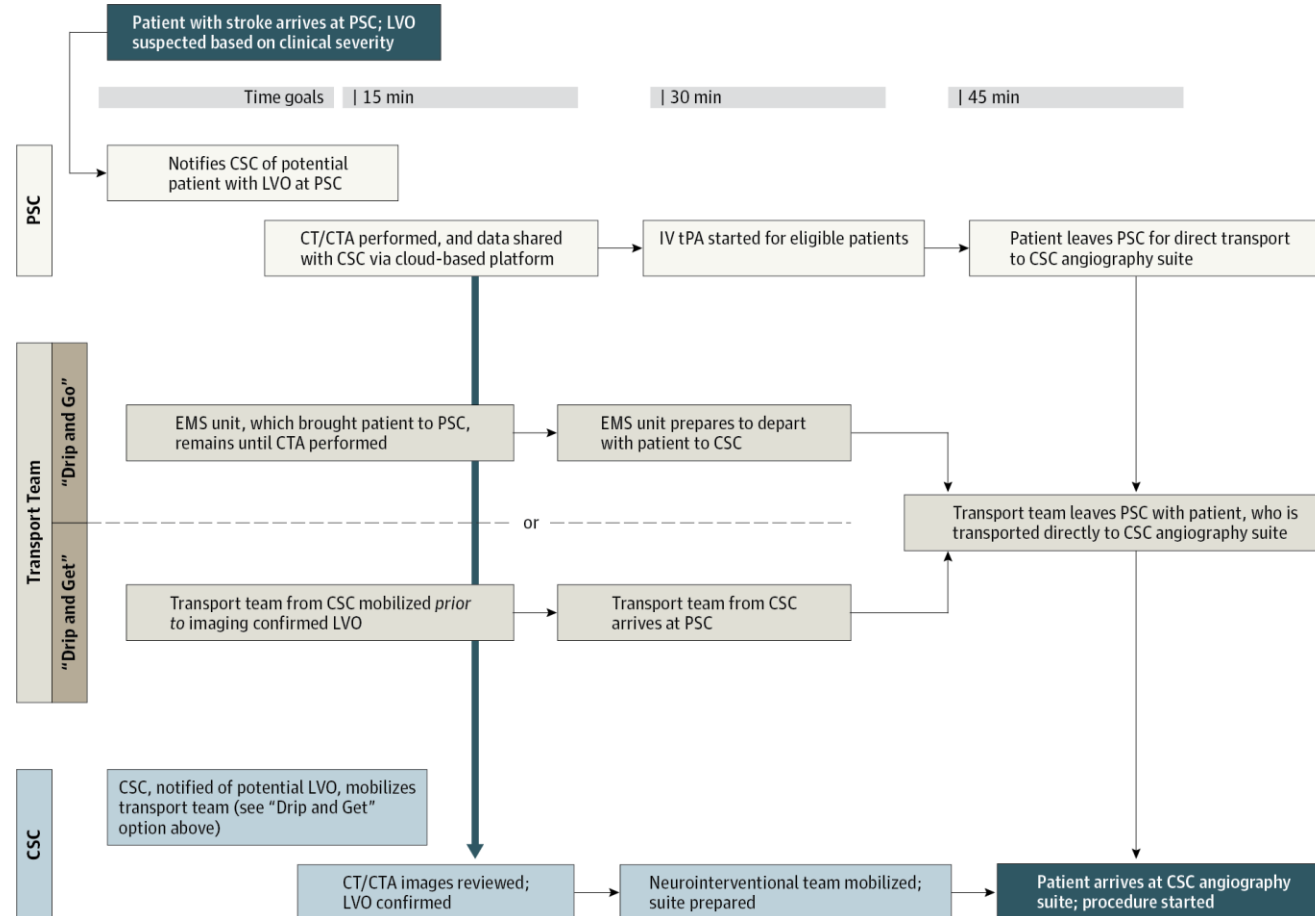 Patient with stroke arrives at PSC; LVO
suspected based on clinical severity
Time goals
| 15 min
| 30 min
| 45 min
PSC
Notifies CSC of potential
patient with LVO at PSC
CT/CTA performed, and data shared
with CSC via cloud-based platform
IV tPA started for eligible patients
Patient leaves PSC for direct transport
to CSC angiography suite
Transport Team
“Drip and Go”
EMS unit, which brought patient to PSC,
remains until CTA performed
EMS unit prepares to depart
with patient to CSC
or
Transport team leaves PSC with patient, who is
transported directly to CSC angiography suite
“Drip and Get”
Transport team from CSC mobilized prior
to imaging confirmed LVO
Transport team from CSC
arrives at PSC
CSC
CSC, notified of potential LVO, mobilizes
transport team (see “Drip and Get”
option above)
CT/CTA images reviewed;
LVO confirmed
Neurointerventional team mobilized;
suite prepared
Patient arrives at CSC angiography
suite; procedure started